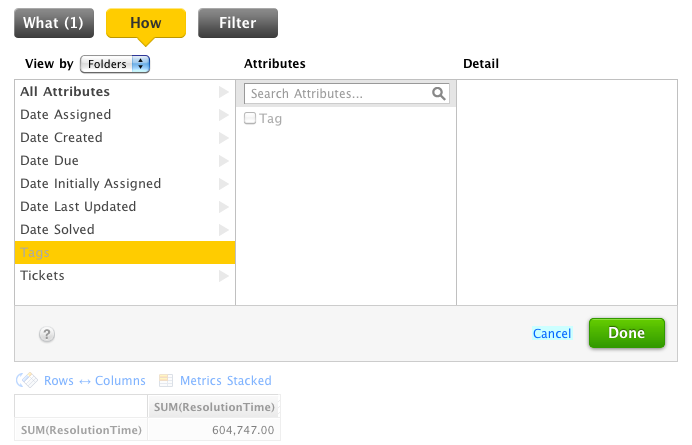 What (1) How Filter
View by Folders Attributes Detail
All Attributes
Search Attributes...
Date Assigned
Tag
Date Created
Date Due
Date Initially Assigned
Date Last Updated
Date Solved
Tags
Tickets
? Cancel Done
Rows ↔ Columns Metrics Stacked
SUM(ResolutionTime)
SUM(ResolutionTime) 604,747.00